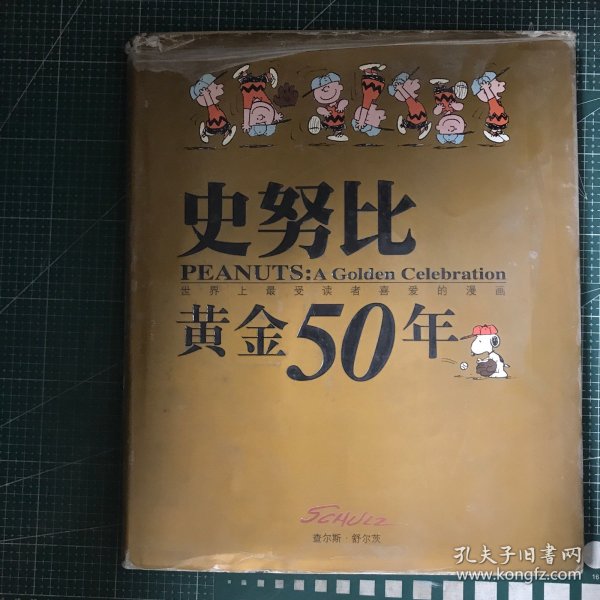 史努比
PEANUTS: A Golden Celebration
世界上最受读者喜爱的漫画
黄金50年
SCHULZ
查尔斯·舒尔茨
孔夫子旧书网
www.kongfz.com
16